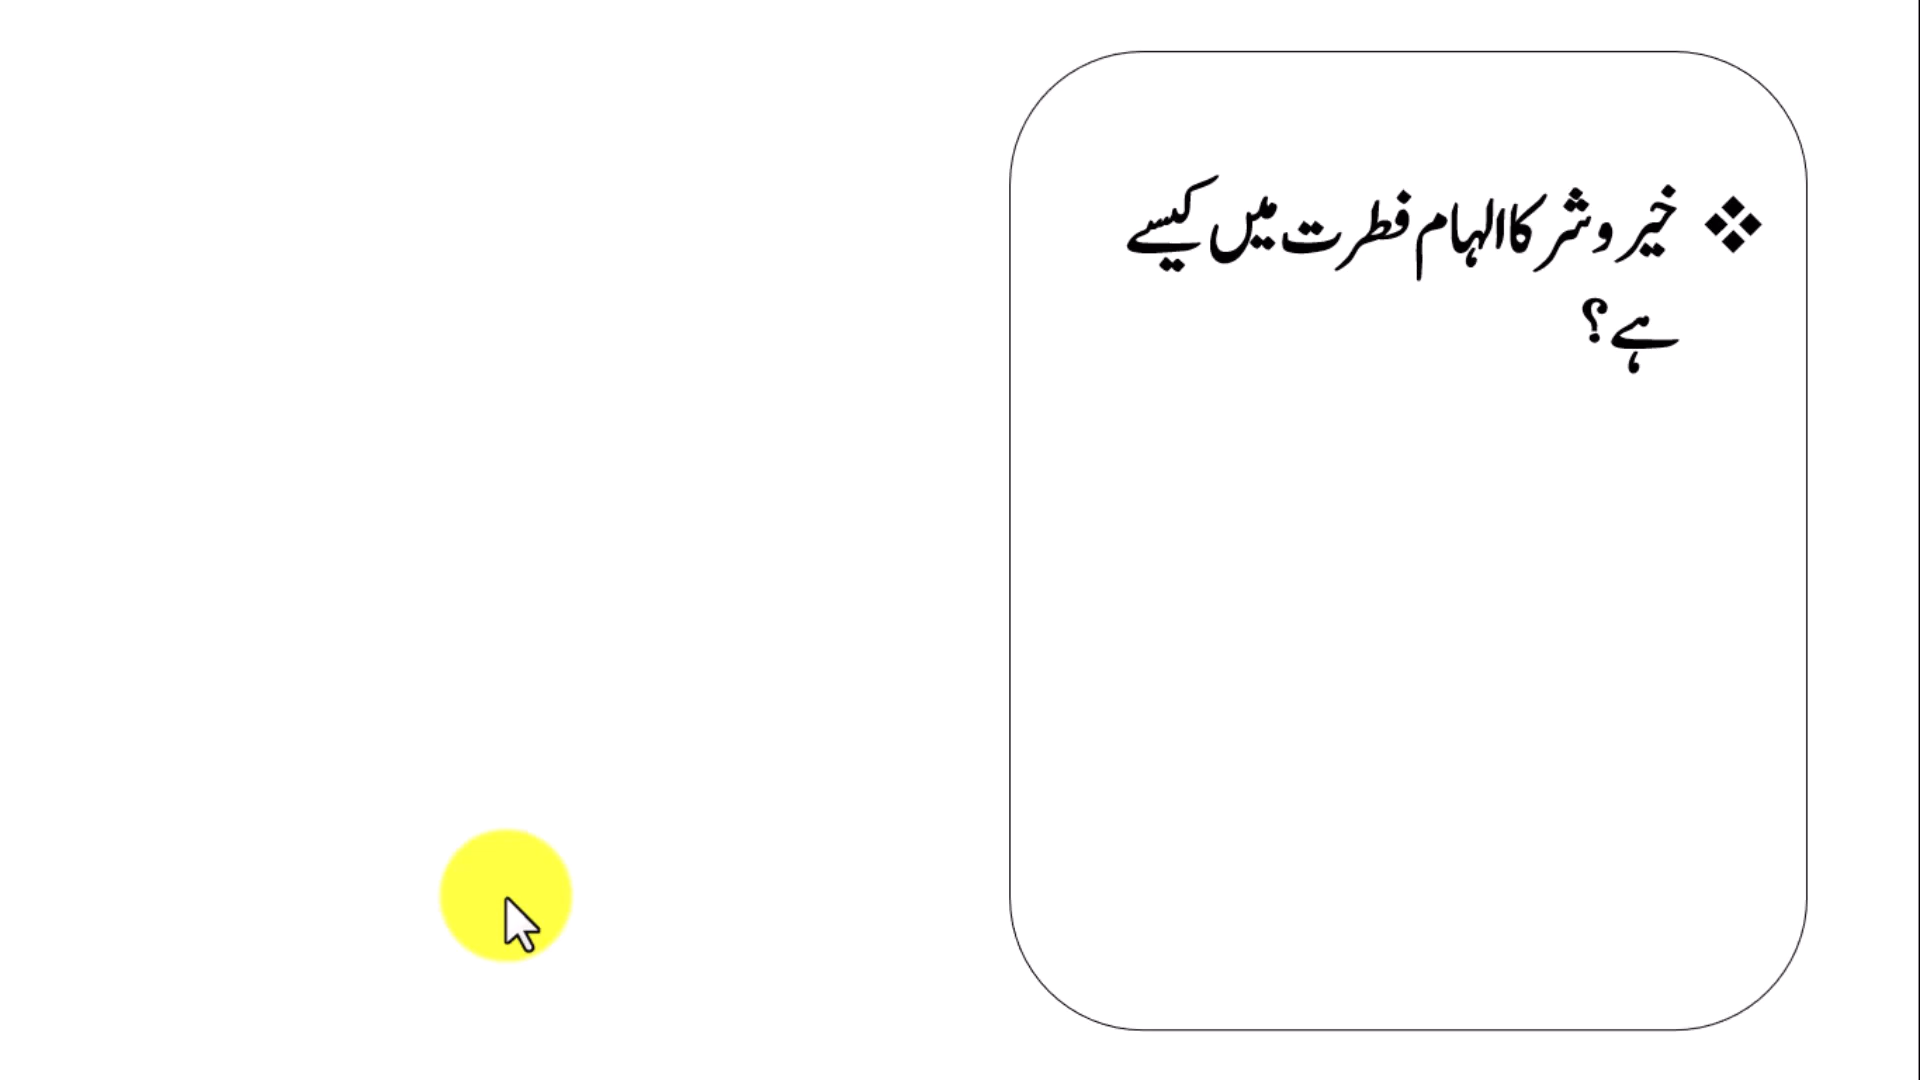 ❖ خیر و شر کا الہام فطرت میں کیسے
ہے؟